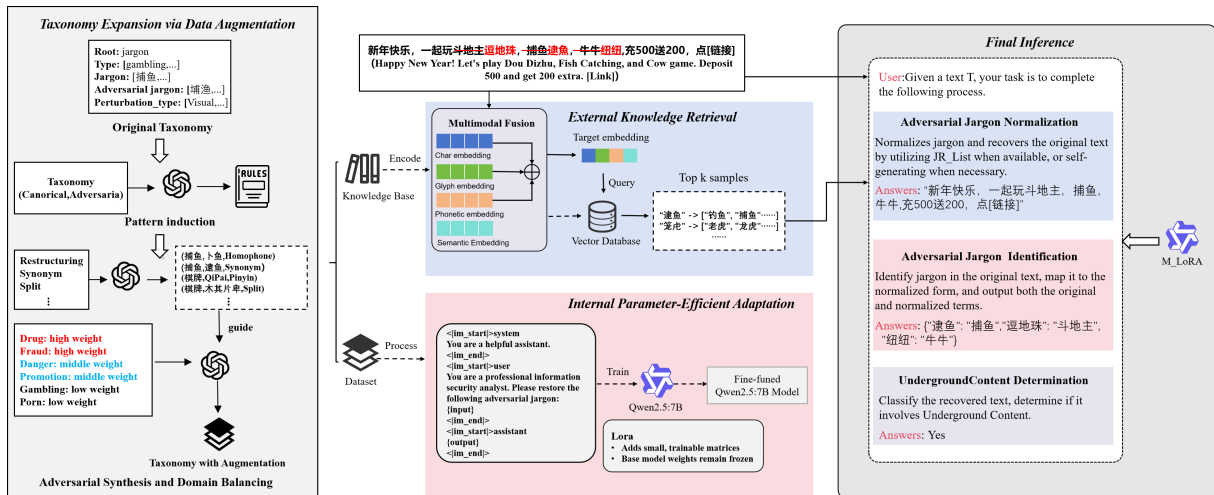 Taxonomy Expansion via Data Augmentation
Root: jargon
Type: [gambling,...]
Jargon: [捕鱼,...]
Adversarial jargon: [埔渔,...]
Perturbation_type: [Visual,...]
Original Taxonomy
Taxonomy
(Canonical,Adversaria)
RULES
Pattern induction
Restructuring
Synonym
Split
⋮
(捕鱼,卜鱼,Homophone)
(捕鱼,逮鱼,Synonym)
(棋牌,QiPai,Pinyin)
(棋牌,木其片卑,Split)
⋮
guide
Drug: high weight
Fraud: high weight
Danger: middle weight
Promotion: middle weight
Gambling: low weight
Porn: low weight
Taxonomy with Augmentation
Adversarial Synthesis and Domain Balancing
新年快乐，一起玩斗地主逗地珠，捕鱼逮魚，牛牛纽纽,充500送200，点[链接]
(Happy New Year! Let's play Dou Dizhu, Fish Catching, and Cow game. Deposit
500 and get 200 extra. [Link])
External Knowledge Retrieval
Knowledge Base
Encode
Multimodal Fusion
Char embedding
Glyph embedding
Phonetic embedding
Semantic Embedding
Target embedding
Query
Vector Database
Top k samples
“逮鱼” -> [“钓鱼”, “捕鱼”······]
“笼虎” -> [“老虎”, “龙虎”······]
······
Internal Parameter-Efficient Adaptation
Dataset
Process
<|im_start|>system
You are a helpful assistant.
<|im_end|>
<|im_start|>user
You are a professional information
security analyst. Please restore the
following adversarial jargon:
{input}
<|im_end|>
<|im_start|>assistant
{output}
<|im_end|>
Train
Qwen2.5:7B
Fine-funed
Qwen2.5:7B Model
Lora
• Adds small, trainable matrices
• Base model weights remain frozen
Final Inference
User:Given a text T, your task is to complete
the following process.
Adversarial Jargon Normalization
Normalizes jargon and recovers the original text
by utilizing JR_List when available, or self-
generating when necessary.
Answers: “新年快乐，一起玩斗地主，捕鱼，
牛牛,充500送200，点[链接]”
Adversarial Jargon Identification
Identify jargon in the original text, map it to the
normalized form, and output both the original
and normalized terms.
Answers: {“逮鱼": "捕鱼”,"逗地珠": "斗地主",
"纽纽": "牛牛”}
UndergroundContent Determination
Classify the recovered text, determine if it
involves Underground Content.
Answers: Yes
M_LoRA